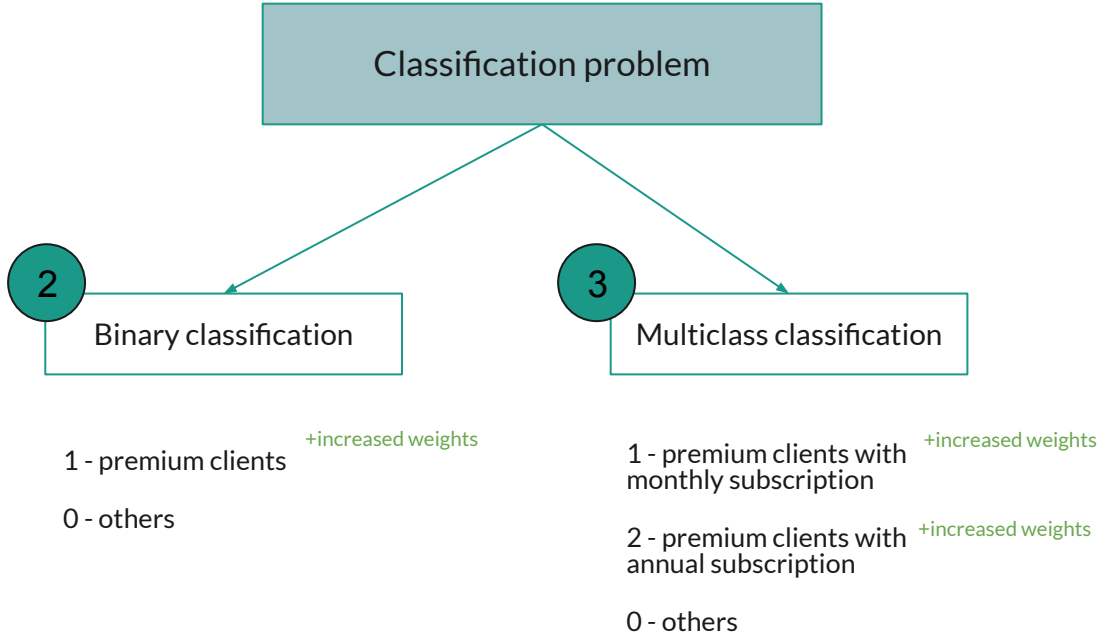 Classification problem
2
Binary classification
3
Multiclass classification
+increased weights
1 - premium clients
0 - others
+increased weights
1 - premium clients with
monthly subscription
+increased weights
2 - premium clients with
annual subscription
0 - others